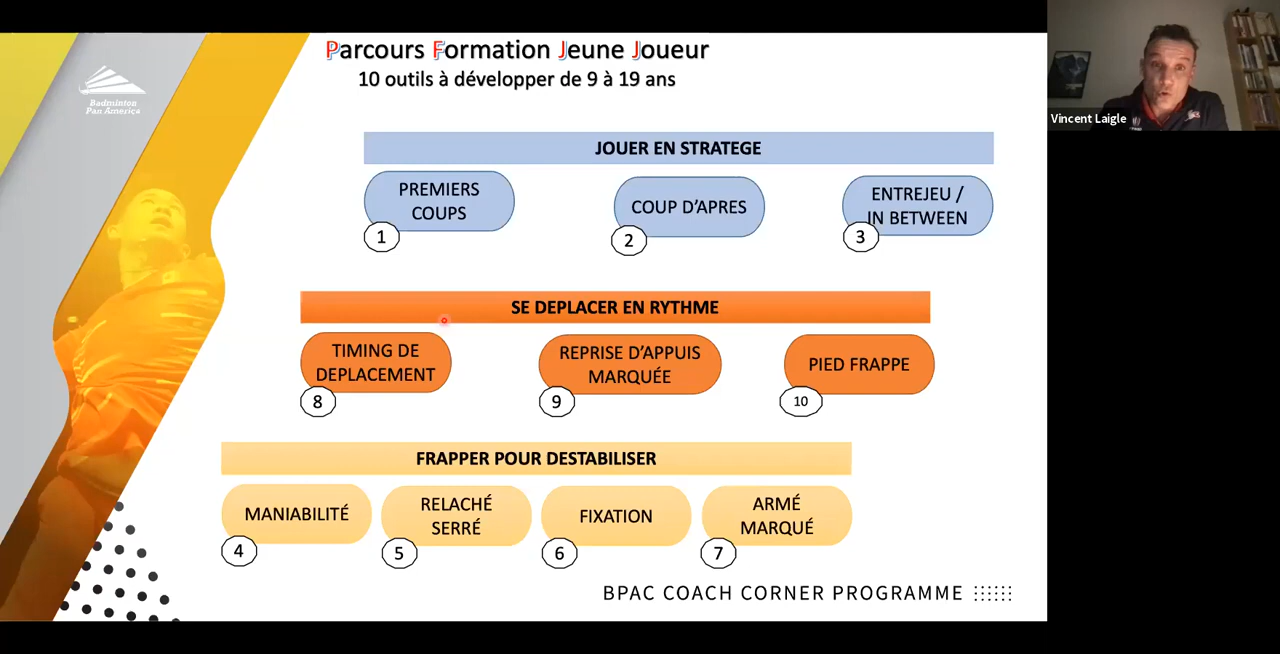 Parcours Formation Jeune Joueur
10 outils à développer de 9 à 19 ans
Badminton
Pan America
Vincent Laigle
JOUER EN STRATEGE
PREMIERS
COUPS
1
COUP D'APRES
2
ENTREJEU /
IN BETWEEN
3
SE DEPLACER EN RYTHME
TIMING DE
DEPLACEMENT
8
REPRISE D'APPUIS
MARQUÉE
9
PIED FRAPPE
10
FRAPPER POUR DESTABILISER
MANIABILITÉ
4
RELACHÉ
SERRÉ
5
FIXATION
6
ARMÉ
MARQUÉ
7
BPAC COACH CORNER PROGRAMME